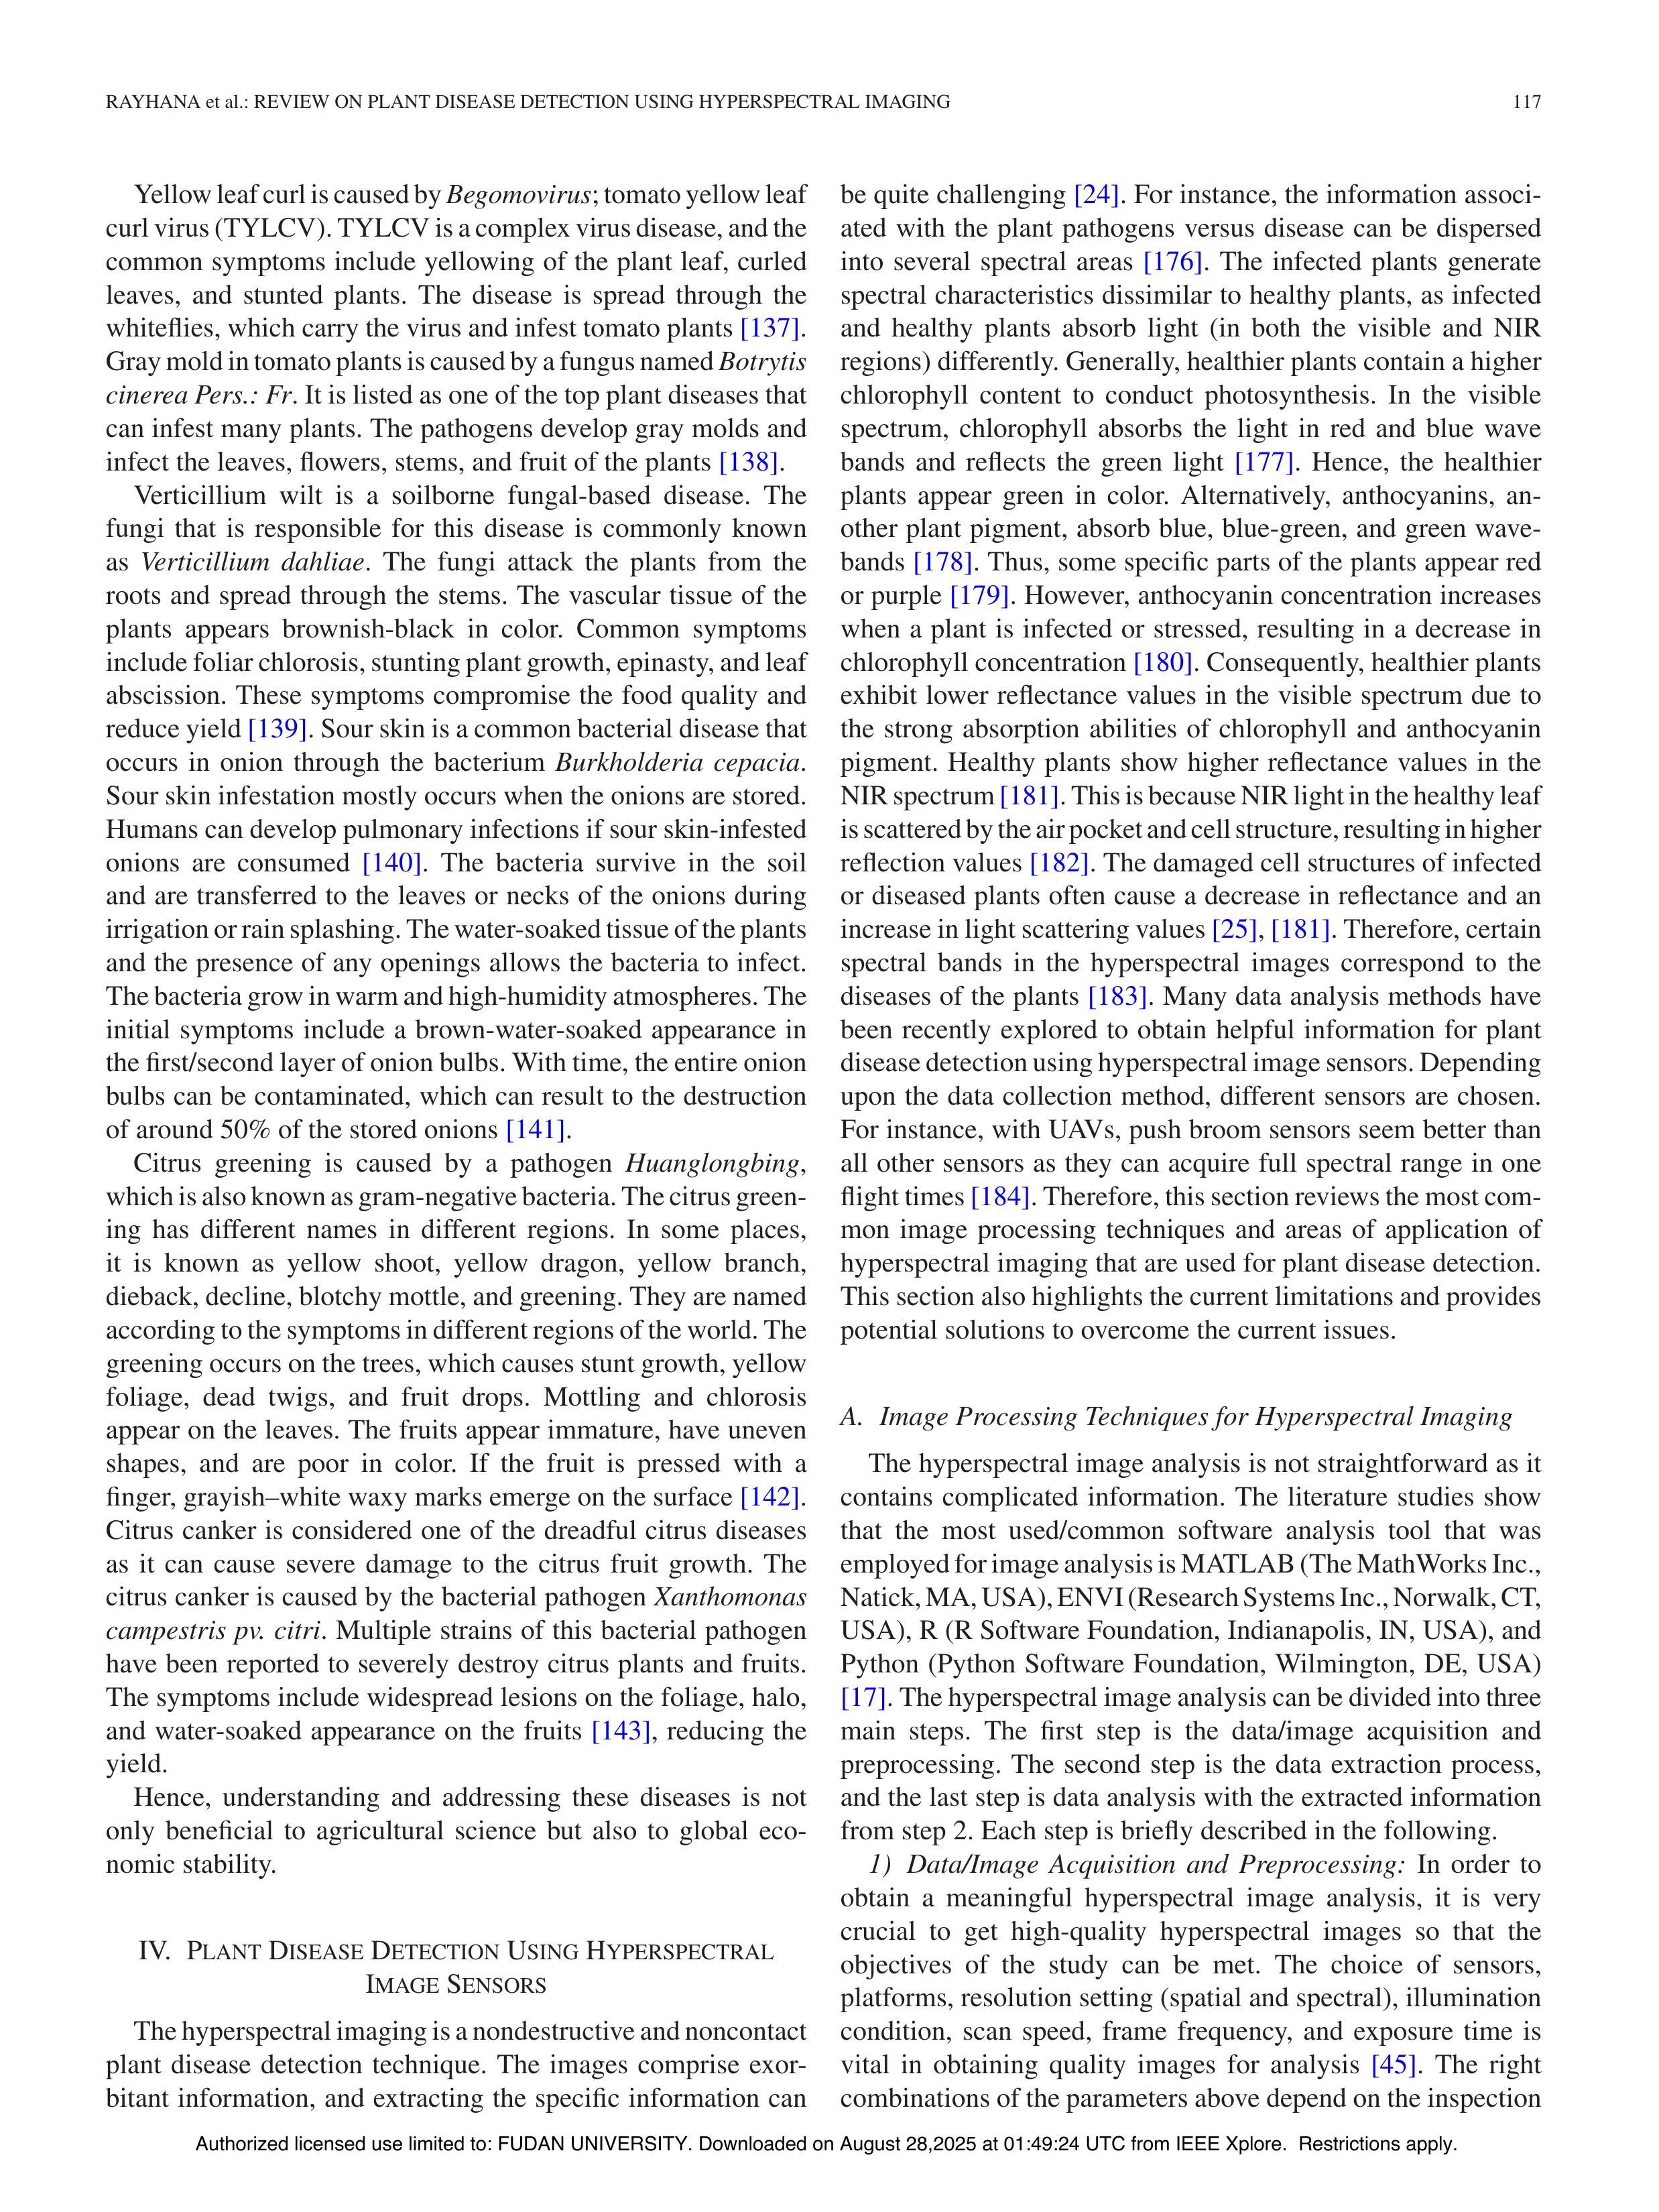 RAYHANA et al.: REVIEW ON PLANT DISEASE DETECTION USING HYPERSPECTRAL IMAGING
117
Yellow leaf curl is caused by Begomovirus; tomato yellow leaf
curl virus (TYLCV). TYLCV is a complex virus disease, and the
common symptoms include yellowing of the plant leaf, curled
leaves, and stunted plants. The disease is spread through the
whiteflies, which carry the virus and infest tomato plants [137].
Gray mold in tomato plants is caused by a fungus named Botrytis
cinerea Pers.: Fr. It is listed as one of the top plant diseases that
can infest many plants. The pathogens develop gray molds and
infect the leaves, flowers, stems, and fruit of the plants [138].
Verticillium wilt is a soilborne fungal-based disease. The
fungi that is responsible for this disease is commonly known
as Verticillium dahliae. The fungi attack the plants from the
roots and spread through the stems. The vascular tissue of the
plants appears brownish-black in color. Common symptoms
include foliar chlorosis, stunting plant growth, epinasty, and leaf
abscission. These symptoms compromise the food quality and
reduce yield [139]. Sour skin is a common bacterial disease that
occurs in onion through the bacterium Burkholderia cepacia.
Sour skin infestation mostly occurs when the onions are stored.
Humans can develop pulmonary infections if sour skin-infested
onions are consumed [140]. The bacteria survive in the soil
and are transferred to the leaves or necks of the onions during
irrigation or rain splashing. The water-soaked tissue of the plants
and the presence of any openings allows the bacteria to infect.
The bacteria grow in warm and high-humidity atmospheres. The
initial symptoms include a brown-water-soaked appearance in
the first/second layer of onion bulbs. With time, the entire onion
bulbs can be contaminated, which can result to the destruction
of around 50% of the stored onions [141].
Citrus greening is caused by a pathogen Huanglongbing,
which is also known as gram-negative bacteria. The citrus green-
ing has different names in different regions. In some places,
it is known as yellow shoot, yellow dragon, yellow branch,
dieback, decline, blotchy mottle, and greening. They are named
according to the symptoms in different regions of the world. The
greening occurs on the trees, which causes stunt growth, yellow
foliage, dead twigs, and fruit drops. Mottling and chlorosis
appear on the leaves. The fruits appear immature, have uneven
shapes, and are poor in color. If the fruit is pressed with a
finger, grayish–white waxy marks emerge on the surface [142].
Citrus canker is considered one of the dreadful citrus diseases
as it can cause severe damage to the citrus fruit growth. The
citrus canker is caused by the bacterial pathogen Xanthomonas
campestris pv. citri. Multiple strains of this bacterial pathogen
have been reported to severely destroy citrus plants and fruits.
The symptoms include widespread lesions on the foliage, halo,
and water-soaked appearance on the fruits [143], reducing the
yield.
Hence, understanding and addressing these diseases is not
only beneficial to agricultural science but also to global eco-
nomic stability.
IV. PLANT DISEASE DETECTION USING HYPERSPECTRAL
IMAGE SENSORS
The hyperspectral imaging is a nondestructive and noncontact
plant disease detection technique. The images comprise exor-
bitant information, and extracting the specific information can
be quite challenging [24]. For instance, the information associ-
ated with the plant pathogens versus disease can be dispersed
into several spectral areas [176]. The infected plants generate
spectral characteristics dissimilar to healthy plants, as infected
and healthy plants absorb light (in both the visible and NIR
regions) differently. Generally, healthier plants contain a higher
chlorophyll content to conduct photosynthesis. In the visible
spectrum, chlorophyll absorbs the light in red and blue wave
bands and reflects the green light [177]. Hence, the healthier
plants appear green in color. Alternatively, anthocyanins, an-
other plant pigment, absorb blue, blue-green, and green wave-
bands [178]. Thus, some specific parts of the plants appear red
or purple [179]. However, anthocyanin concentration increases
when a plant is infected or stressed, resulting in a decrease in
chlorophyll concentration [180]. Consequently, healthier plants
exhibit lower reflectance values in the visible spectrum due to
the strong absorption abilities of chlorophyll and anthocyanin
pigment. Healthy plants show higher reflectance values in the
NIR spectrum [181]. This is because NIR light in the healthy leaf
is scattered by the air pocket and cell structure, resulting in higher
reflection values [182]. The damaged cell structures of infected
or diseased plants often cause a decrease in reflectance and an
increase in light scattering values [25], [181]. Therefore, certain
spectral bands in the hyperspectral images correspond to the
diseases of the plants [183]. Many data analysis methods have
been recently explored to obtain helpful information for plant
disease detection using hyperspectral image sensors. Depending
upon the data collection method, different sensors are chosen.
For instance, with UAVs, push broom sensors seem better than
all other sensors as they can acquire full spectral range in one
flight times [184]. Therefore, this section reviews the most com-
mon image processing techniques and areas of application of
hyperspectral imaging that are used for plant disease detection.
This section also highlights the current limitations and provides
potential solutions to overcome the current issues.
A. Image Processing Techniques for Hyperspectral Imaging
The hyperspectral image analysis is not straightforward as it
contains complicated information. The literature studies show
that the most used/common software analysis tool that was
employed for image analysis is MATLAB (The MathWorks Inc.,
Natick, MA, USA), ENVI (Research Systems Inc., Norwalk, CT,
USA), R (R Software Foundation, Indianapolis, IN, USA), and
Python (Python Software Foundation, Wilmington, DE, USA)
[17]. The hyperspectral image analysis can be divided into three
main steps. The first step is the data/image acquisition and
preprocessing. The second step is the data extraction process,
and the last step is data analysis with the extracted information
from step 2. Each step is briefly described in the following.
1) Data/Image Acquisition and Preprocessing: In order to
obtain a meaningful hyperspectral image analysis, it is very
crucial to get high-quality hyperspectral images so that the
objectives of the study can be met. The choice of sensors,
platforms, resolution setting (spatial and spectral), illumination
condition, scan speed, frame frequency, and exposure time is
vital in obtaining quality images for analysis [45]. The right
combinations of the parameters above depend on the inspection
Authorized licensed use limited to: FUDAN UNIVERSITY. Downloaded on August 28,2025 at 01:49:24 UTC from IEEE Xplore. Restrictions apply.